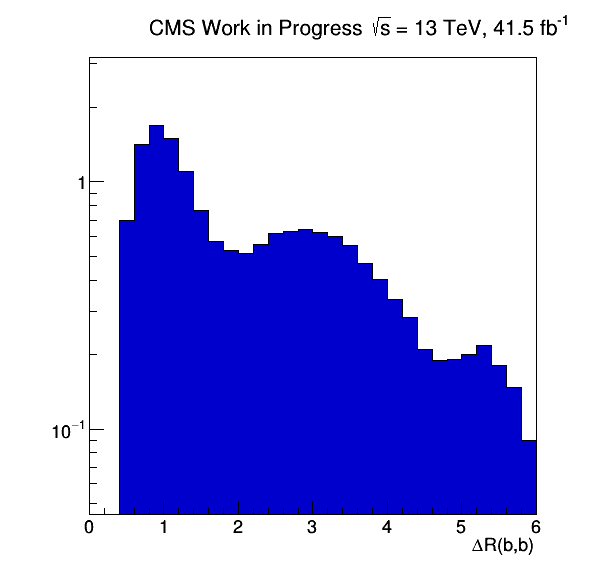 CMS Work in Progress √s = 13 TeV, 41.5 fb⁻¹
1
10⁻¹
0 1 2 3 4 5 6
ΔR(b,b)